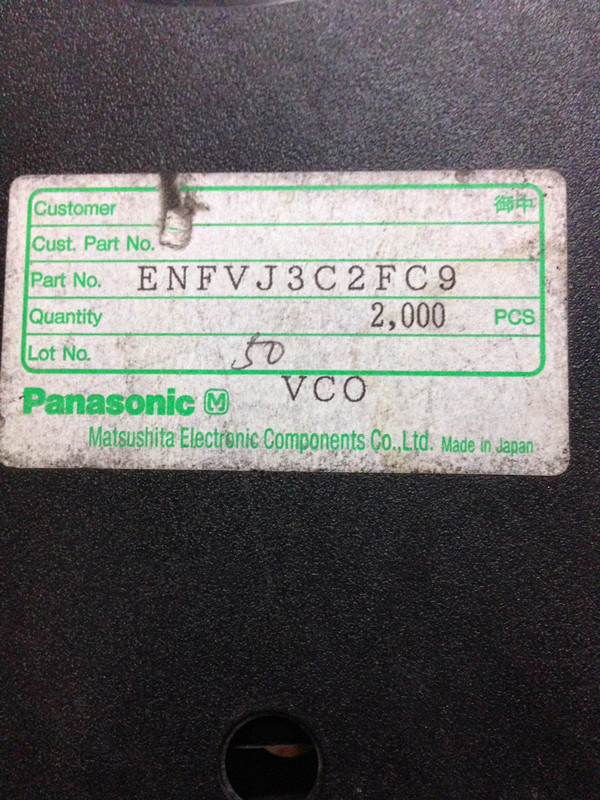 Customer 御中
Cust. Part No.
Part No. ENFVJ3C2FC9
Quantity 2,000 PCS
Lot No. 50
VCO
Panasonic M
Matsushita Electronic Components Co.,Ltd. Made in Japan